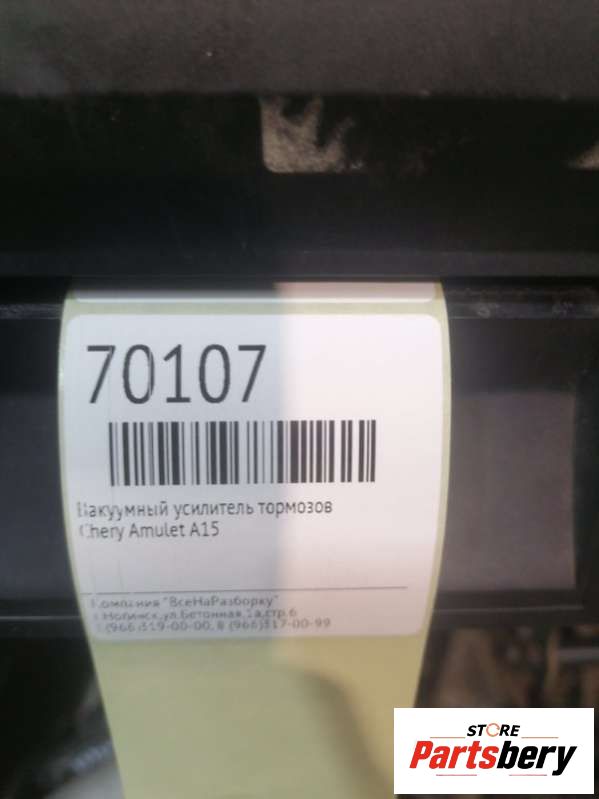 70107
Вакуумный усилитель тормозов
Chery Amulet A15
Компания "ВсеНаРазборку"
г.Ногинск,ул.Бетонная,1а,стр.6
8 (966)319-00-00, 8 (966)317-00-99
STORE
Partsbery